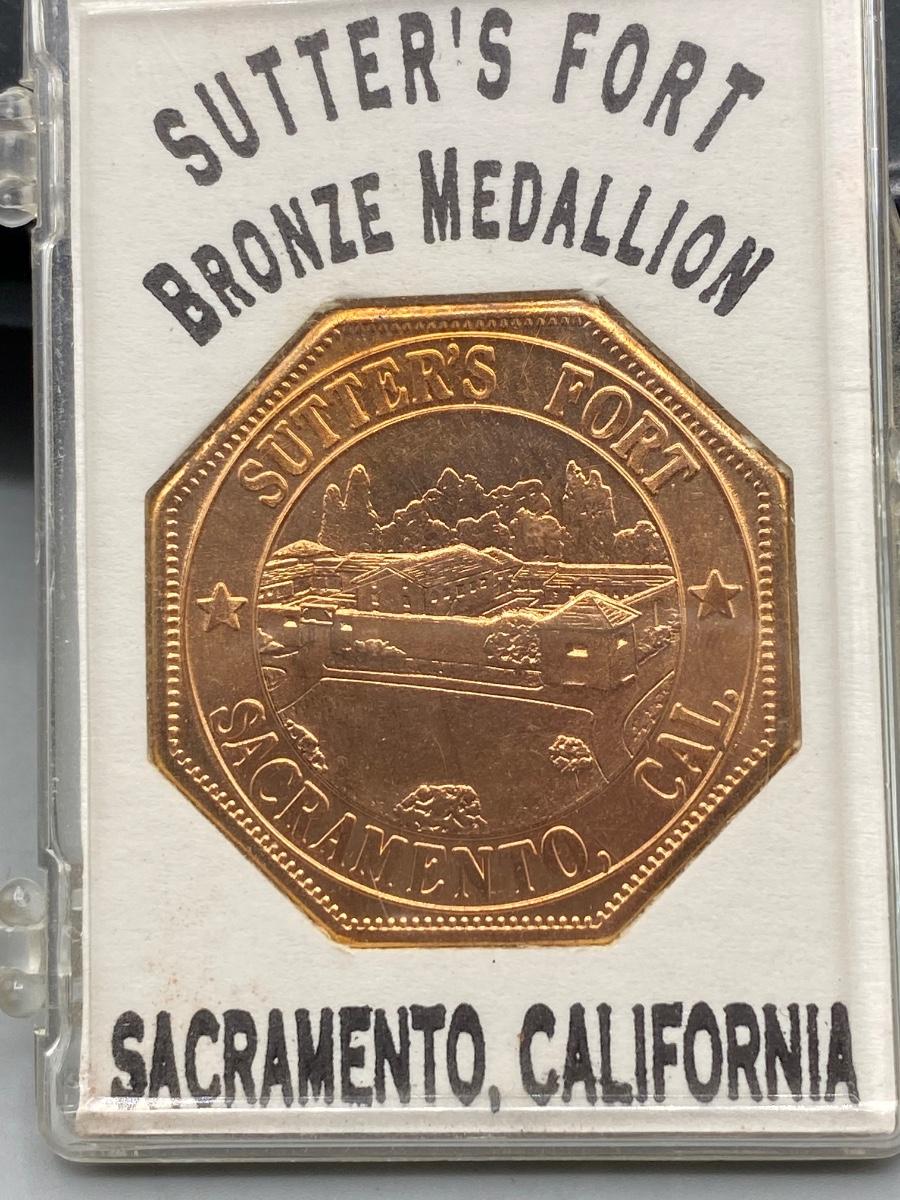 SUTTER'S FORT
BRONZE MEDALLION
SUTTER'S FORT
SACRAMENTO, CAL.
SACRAMENTO, CALIFORNIA